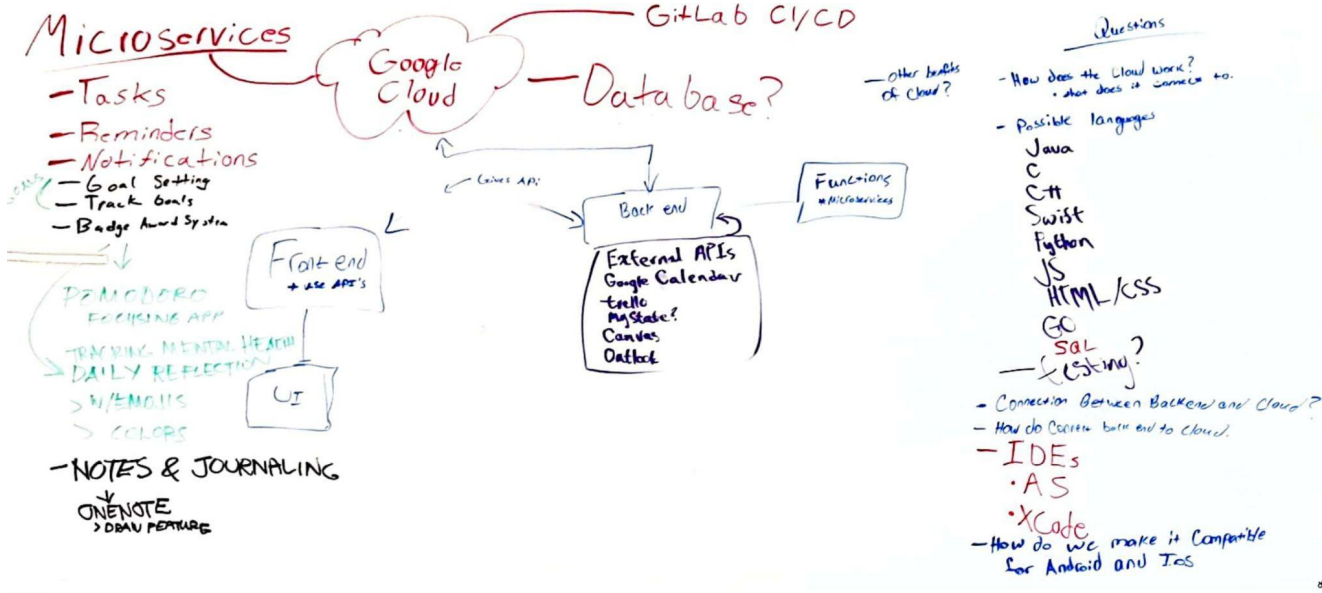 Microservices
- Tasks
- Reminders
- Notifications
- Goal Setting
- Track Goals
- Badge Award System
POMODORO
FOCUSING APP
TRACKING MENTAL HEALTH
DAILY REFLECTION
> W/EMOJIS
> COLORS
- NOTES & JOURNALING
ONENOTE
> DRAW FEATURE
Google
Cloud
- GitLab CI/CD
- Database?
- other benfits
of Cloud?
Gives API
Front end
+ use API's
UI
Back end
External APIs
Google Calendar
trello
MyState?
Canvas
Outlook
Functions
* Microservices
Questions
- How does the Cloud work?
• what does it connects to.
- Possible languages
Java
C
C++
Swift
Python
JS
HTML/CSS
GO
SQL
- testing?
- Connection Between Backend and Cloud?
- How do Connect back end to Cloud.
- IDEs
• AS
• XCode
- How do we make it Compatible
for Android and Ios